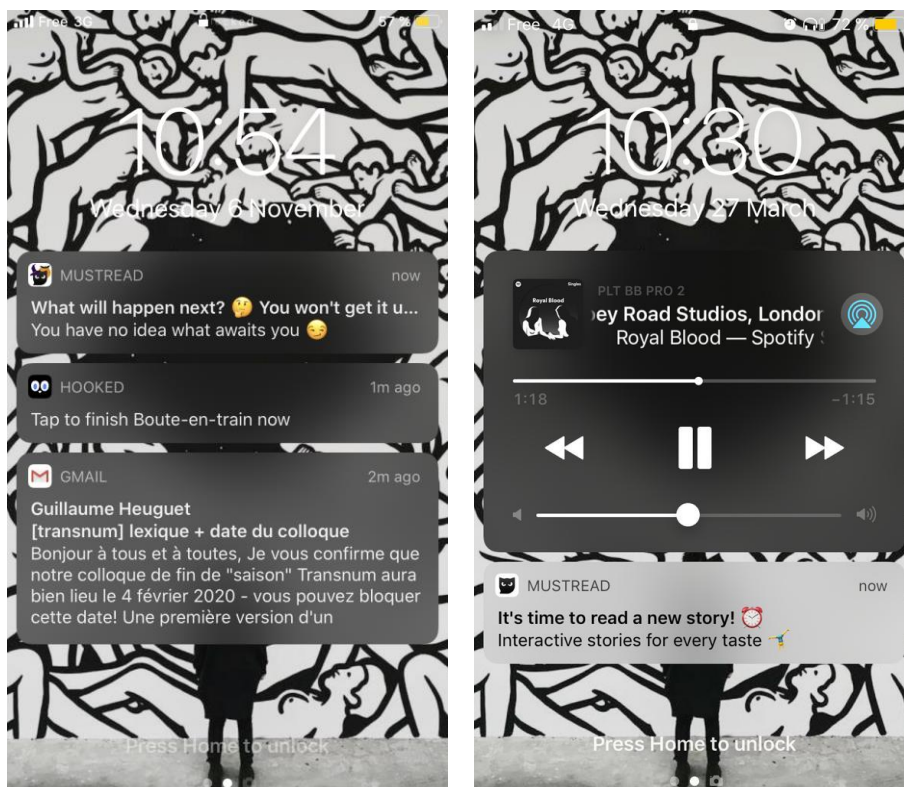 Free 3G
57 %
10:54
Wednesday 6 November
MUSTREAD
now
What will happen next? 🤔 You won't get it u...
You have no idea what awaits you 😏
HOOKED
1m ago
Tap to finish Boute-en-train now
GMAIL
2m ago
Guillaume Heuguet
[transnum] lexique + date du colloque
Bonjour à tous et à toutes, Je vous confirme que
notre colloque de fin de "saison" Transnum aura
bien lieu le 4 février 2020 - vous pouvez bloquer
cette date! Une première version d'un
Press Home to unlock
Free 4G
72 %
10:30
Wednesday 27 March
Singles
Royal Blood
PLT BB PRO 2
ey Road Studios, London
Royal Blood — Spotify
1:18
−1:15
MUSTREAD
now
It's time to read a new story! ⏰
Interactive stories for every taste 🤸
Press Home to unlock